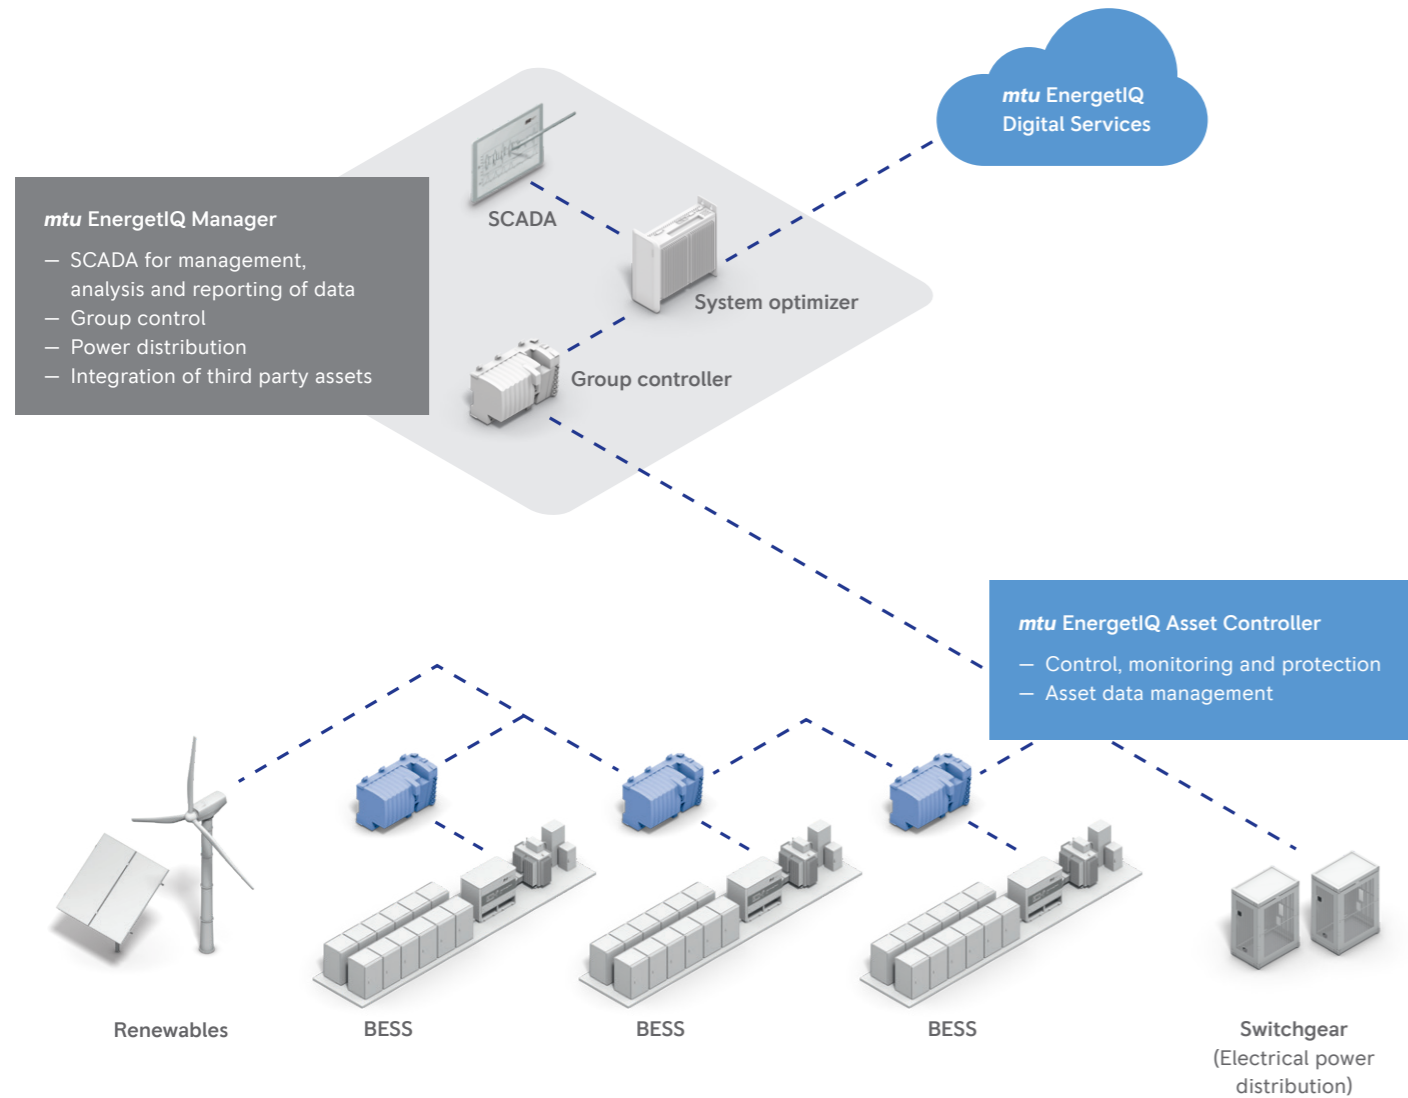 mtu EnergetIQ
Digital Services
SCADA
mtu EnergetIQ Manager
— SCADA for management,
analysis and reporting of data
— Group control
— Power distribution
— Integration of third party assets
System optimizer
Group controller
mtu EnergetIQ Asset Controller
— Control, monitoring and protection
— Asset data management
Renewables
BESS
BESS
BESS
Switchgear
(Electrical power
distribution)